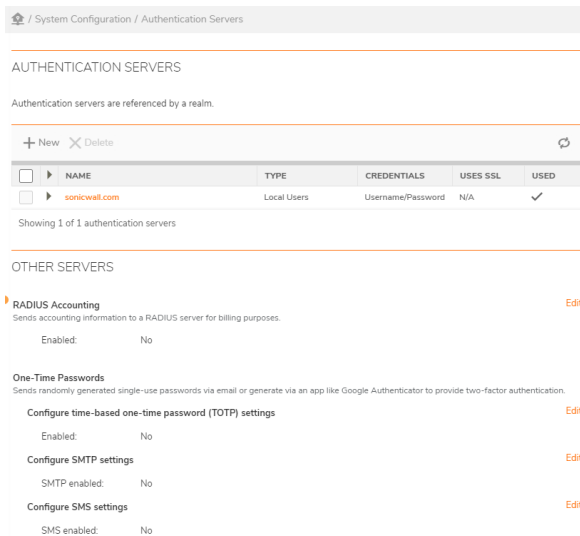 / System Configuration / Authentication Servers
AUTHENTICATION SERVERS
Authentication servers are referenced by a realm.
New Delete
NAME TYPE CREDENTIALS USES SSL USED
sonicwall.com Local Users Username/Password N/A
Showing 1 of 1 authentication servers
OTHER SERVERS
RADIUS Accounting Edit
Sends accounting information to a RADIUS server for billing purposes.
Enabled: No
One-Time Passwords
Sends randomly generated single-use passwords via email or generate via an app like Google Authenticator to provide two-factor authentication.
Configure time-based one-time password (TOTP) settings Edit
Enabled: No
Configure SMTP settings Edit
SMTP enabled: No
Configure SMS settings Edit
SMS enabled: No